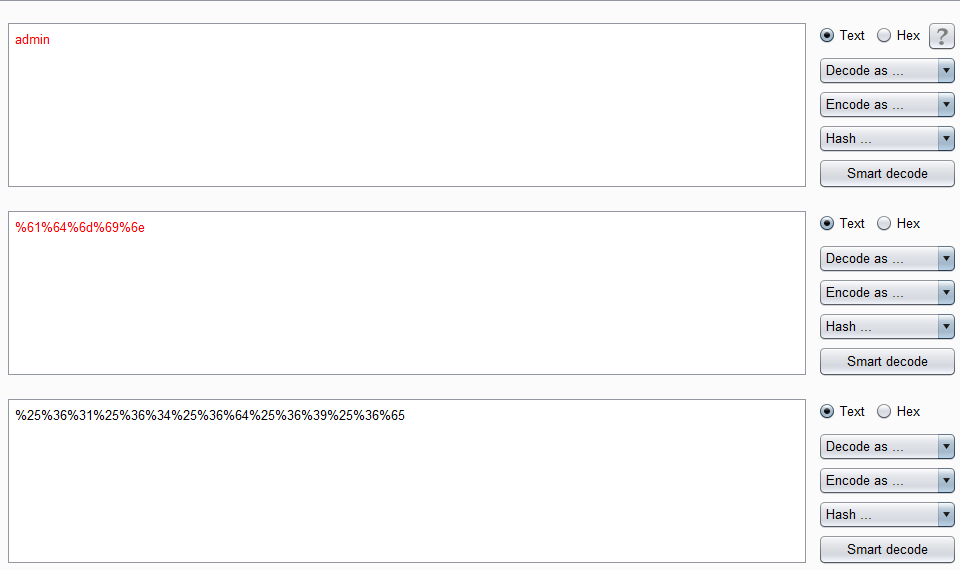 admin
Text Hex ?
Decode as ...
Encode as ...
Hash ...
Smart decode
%61%64%6d%69%6e
Text Hex
Decode as ...
Encode as ...
Hash ...
Smart decode
%25%36%31%25%36%34%25%36%64%25%36%39%25%36%65
Text Hex
Decode as ...
Encode as ...
Hash ...
Smart decode